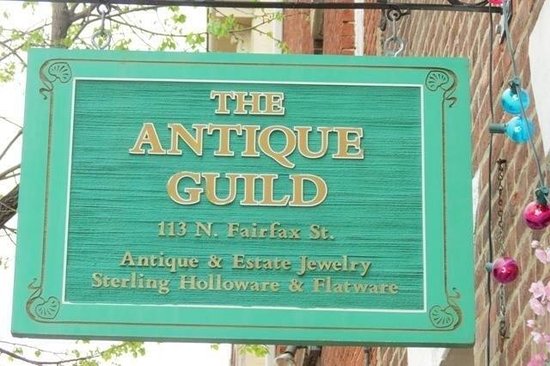 THE
ANTIQUE
GUILD
113 N. Fairfax St.
Antique & Estate Jewelry
Sterling Holloware & Flatware